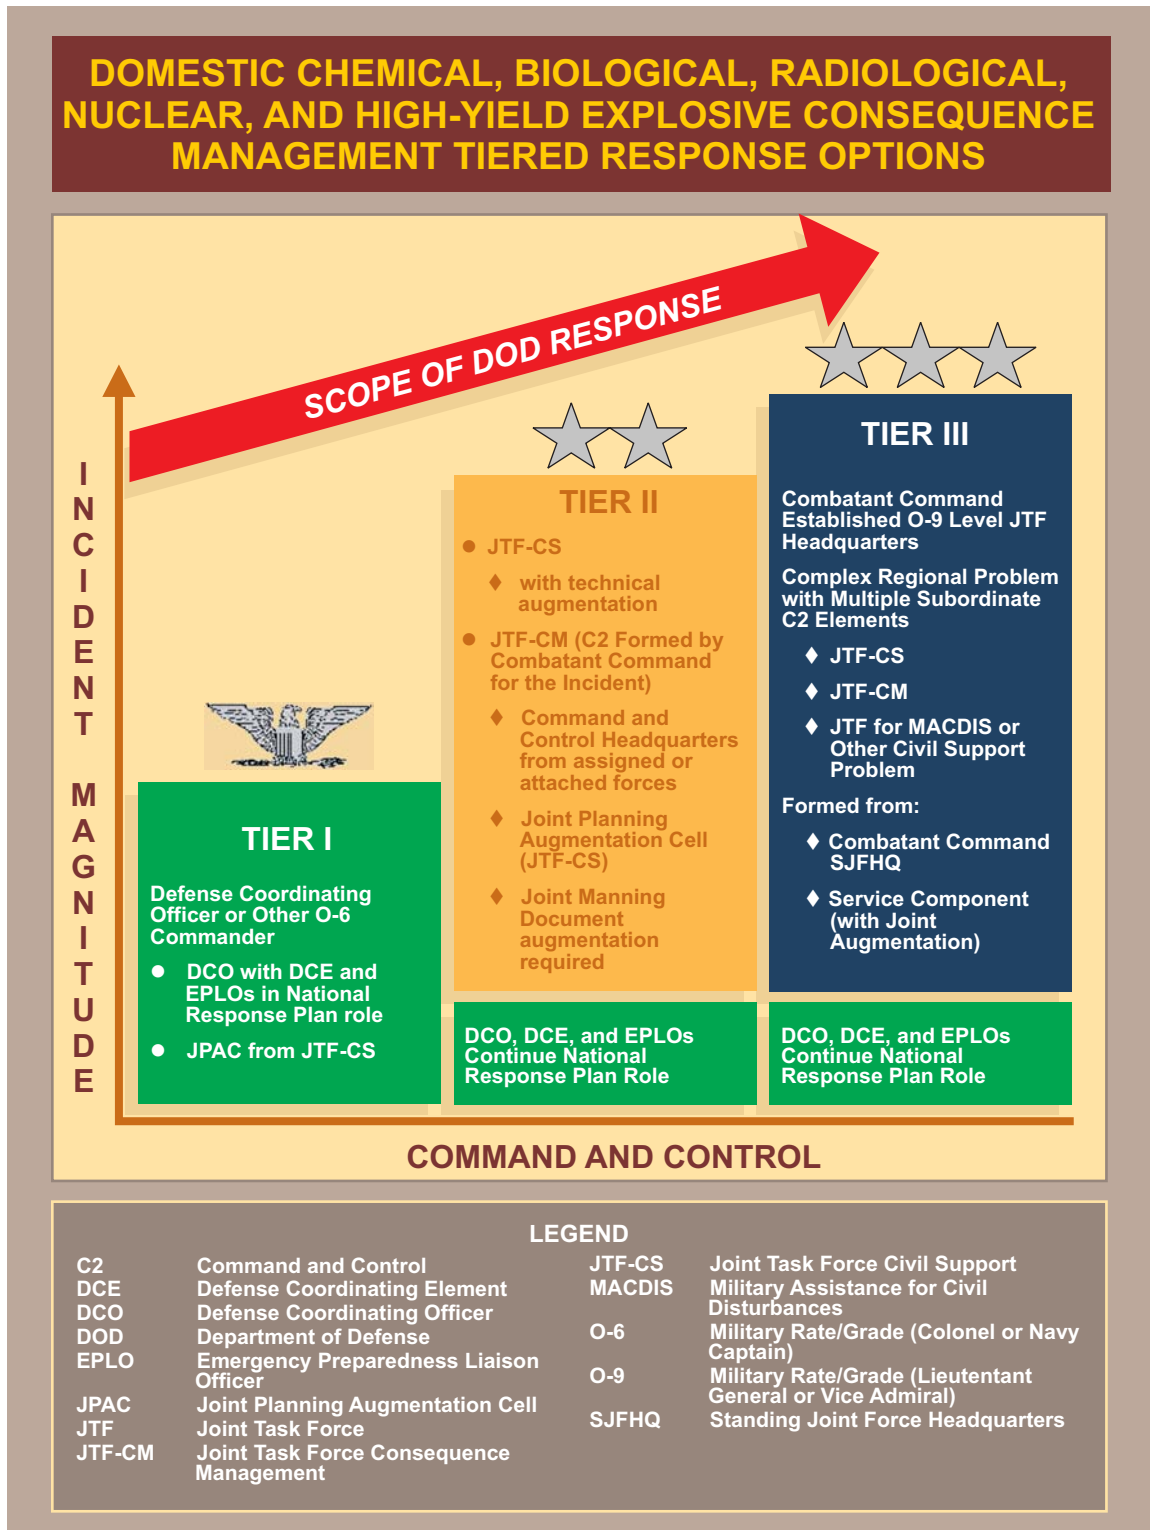 DOMESTIC CHEMICAL, BIOLOGICAL, RADIOLOGICAL,
NUCLEAR, AND HIGH-YIELD EXPLOSIVE CONSEQUENCE
MANAGEMENT TIERED RESPONSE OPTIONS
SCOPE OF DOD RESPONSE
INCIDENT MAGNITUDE
TIER I
Defense Coordinating
Officer or Other O-6
Commander
● DCO with DCE and
EPLOs in National
Response Plan role
● JPAC from JTF-CS
TIER II
● JTF-CS
♦ with technical
augmentation
● JTF-CM (C2 Formed by
Combatant Command
for the Incident)
♦ Command and
Control Headquarters
from assigned or
attached forces
♦ Joint Planning
Augmentation Cell
(JTF-CS)
♦ Joint Manning
Document
augmentation
required
DCO, DCE, and EPLOs
Continue National
Response Plan Role
TIER III
Combatant Command
Established O-9 Level JTF
Headquarters
Complex Regional Problem
with Multiple Subordinate
C2 Elements
♦ JTF-CS
♦ JTF-CM
♦ JTF for MACDIS or
Other Civil Support
Problem
Formed from:
♦ Combatant Command
SJFHQ
♦ Service Component
(with Joint
Augmentation)
DCO, DCE, and EPLOs
Continue National
Response Plan Role
COMMAND AND CONTROL
LEGEND
C2 Command and Control
DCE Defense Coordinating Element
DCO Defense Coordinating Officer
DOD Department of Defense
EPLO Emergency Preparedness Liaison
Officer
JPAC Joint Planning Augmentation Cell
JTF Joint Task Force
JTF-CM Joint Task Force Consequence
Management
JTF-CS Joint Task Force Civil Support
MACDIS Military Assistance for Civil
Disturbances
O-6 Military Rate/Grade (Colonel or Navy
Captain)
O-9 Military Rate/Grade (Lieutentant
General or Vice Admiral)
SJFHQ Standing Joint Force Headquarters